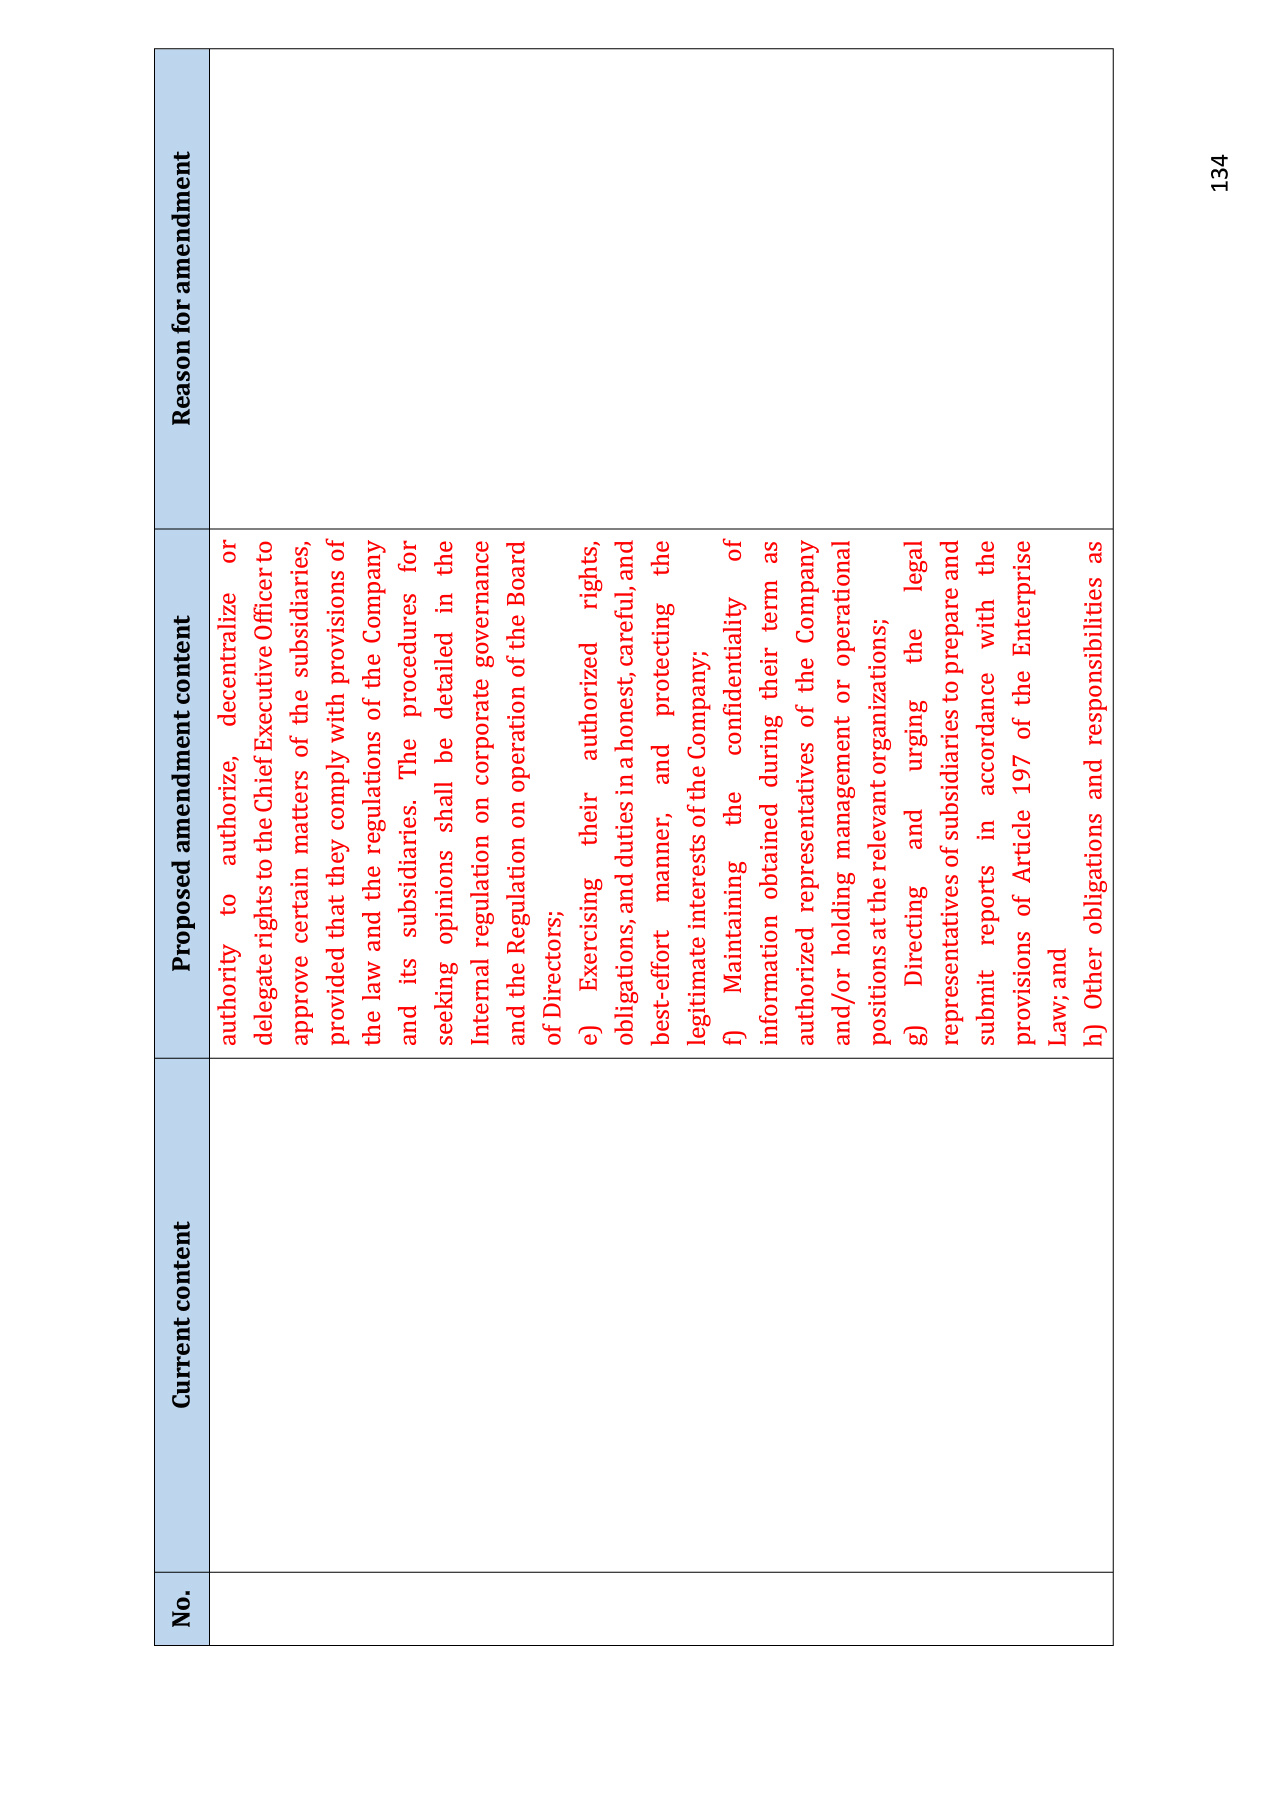 No.
Current content
Proposed amendment content
Reason for amendment
authority to authorize, decentralize or
delegate rights to the Chief Executive Officer to
approve certain matters of the subsidiaries,
provided that they comply with provisions of
the law and the regulations of the Company
and its subsidiaries. The procedures for
seeking opinions shall be detailed in the
Internal regulation on corporate governance
and the Regulation on operation of the Board
of Directors;
e) Exercising their authorized rights,
obligations, and duties in a honest, careful, and
best-effort manner, and protecting the
legitimate interests of the Company;
f) Maintaining the confidentiality of
information obtained during their term as
authorized representatives of the Company
and/or holding management or operational
positions at the relevant organizations;
g) Directing and urging the legal
representatives of subsidiaries to prepare and
submit reports in accordance with the
provisions of Article 197 of the Enterprise
Law; and
h) Other obligations and responsibilities as
134